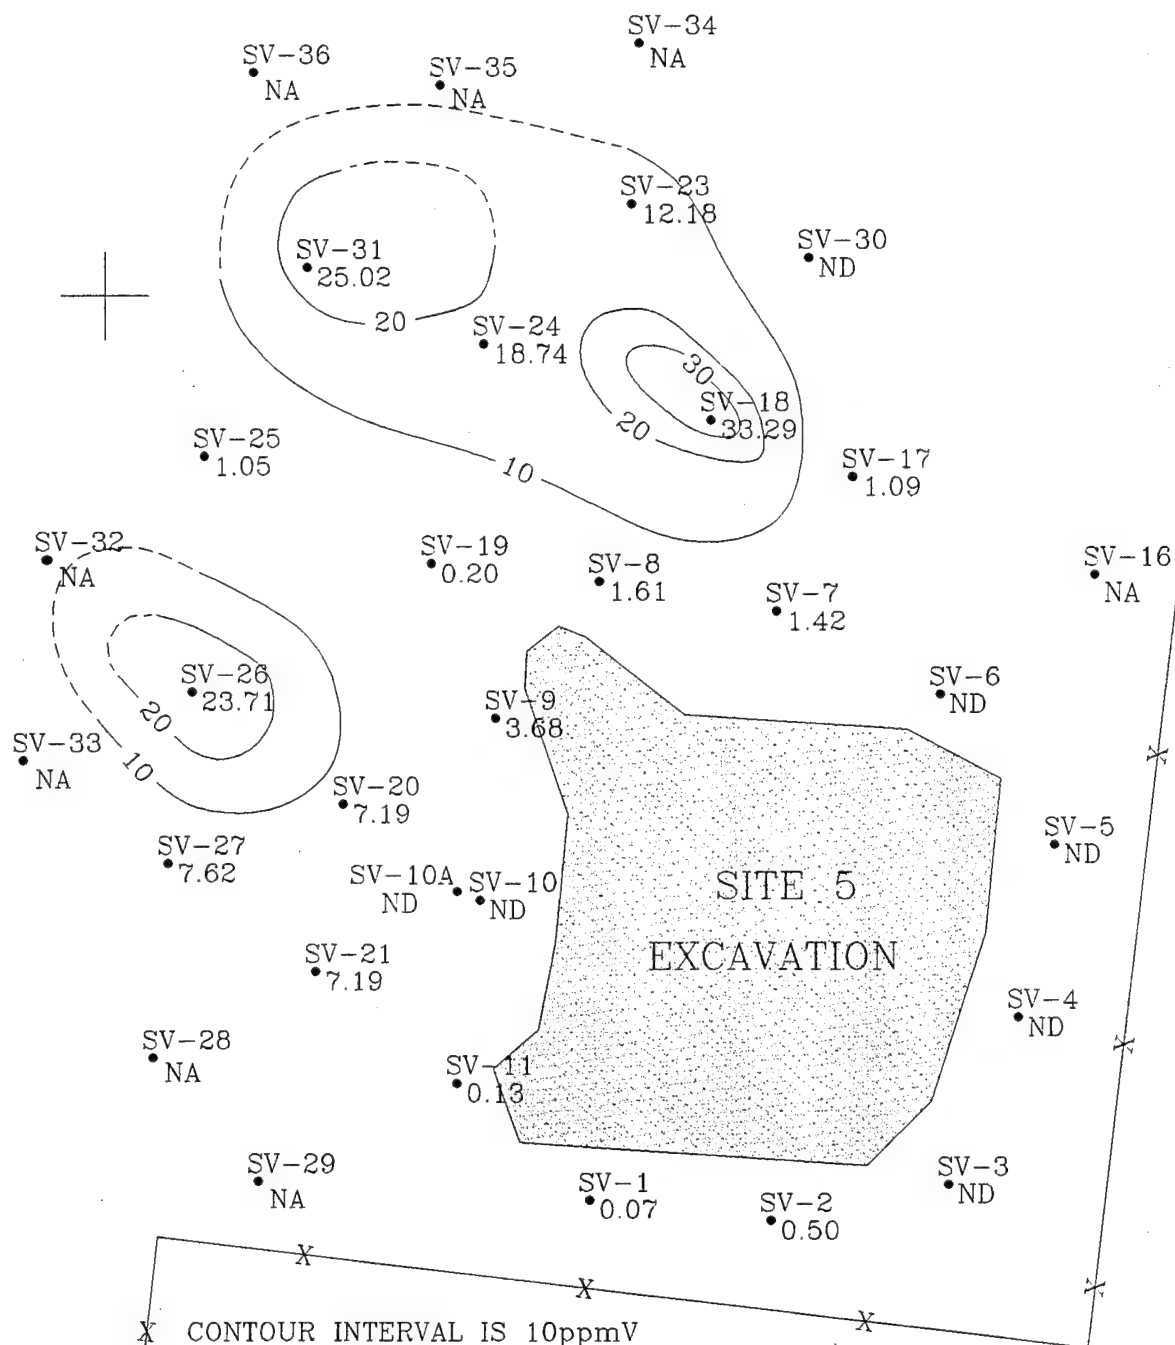 SV-34
NA
SV-36
NA
SV-35
NA
SV-23
12.18
SV-30
ND
SV-31
25.02
20
SV-24
18.74
30
SV-18
33.29
20
SV-25
1.05
10
SV-17
1.09
SV-32
NA
SV-19
0.20
SV-8
1.61
SV-7
1.42
SV-16
NA
SV-26
23.71
20
10
SV-9
3.68
SV-6
ND
SV-33
NA
SV-20
7.19
SV-27
7.62
SV-10A
ND
SV-10
ND
SV-5
ND
SITE 5
EXCAVATION
SV-21
7.19
SV-4
ND
SV-28
NA
SV-11
0.13
SV-29
NA
SV-1
0.07
SV-2
0.50
SV-3
ND
X
X
X
X
X
X
X CONTOUR INTERVAL IS 10ppmV